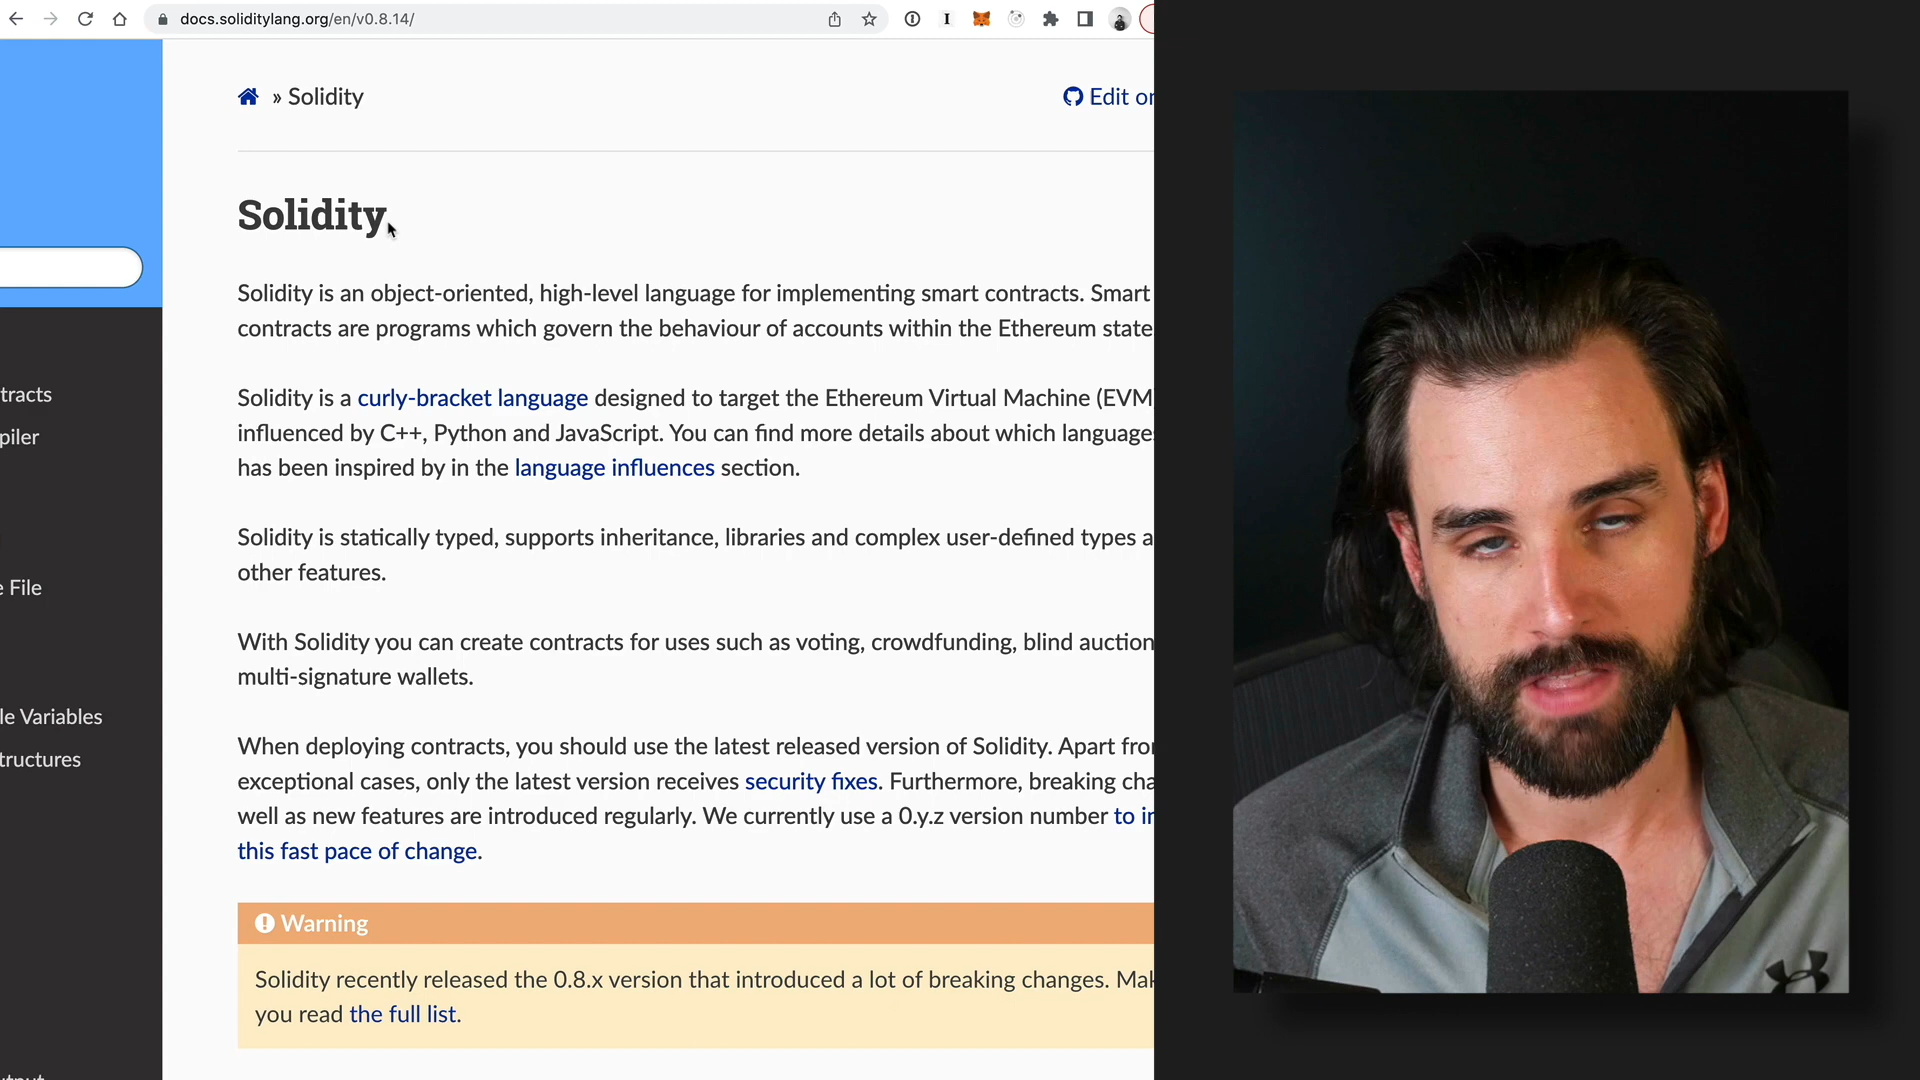 docs.soliditylang.org/en/v0.8.14/
» Solidity
Edit or
Solidity
Solidity is an object-oriented, high-level language for implementing smart contracts. Smart
contracts are programs which govern the behaviour of accounts within the Ethereum state
Solidity is a curly-bracket language designed to target the Ethereum Virtual Machine (EVM
influenced by C++, Python and JavaScript. You can find more details about which language
has been inspired by in the language influences section.
Solidity is statically typed, supports inheritance, libraries and complex user-defined types a
other features.
With Solidity you can create contracts for uses such as voting, crowdfunding, blind auction
multi-signature wallets.
When deploying contracts, you should use the latest released version of Solidity. Apart fro
exceptional cases, only the latest version receives security fixes. Furthermore, breaking cha
well as new features are introduced regularly. We currently use a 0.y.z version number to i
this fast pace of change.
Warning
Solidity recently released the 0.8.x version that introduced a lot of breaking changes. Mak
you read the full list.
tracts
piler
e File
le Variables
tructures